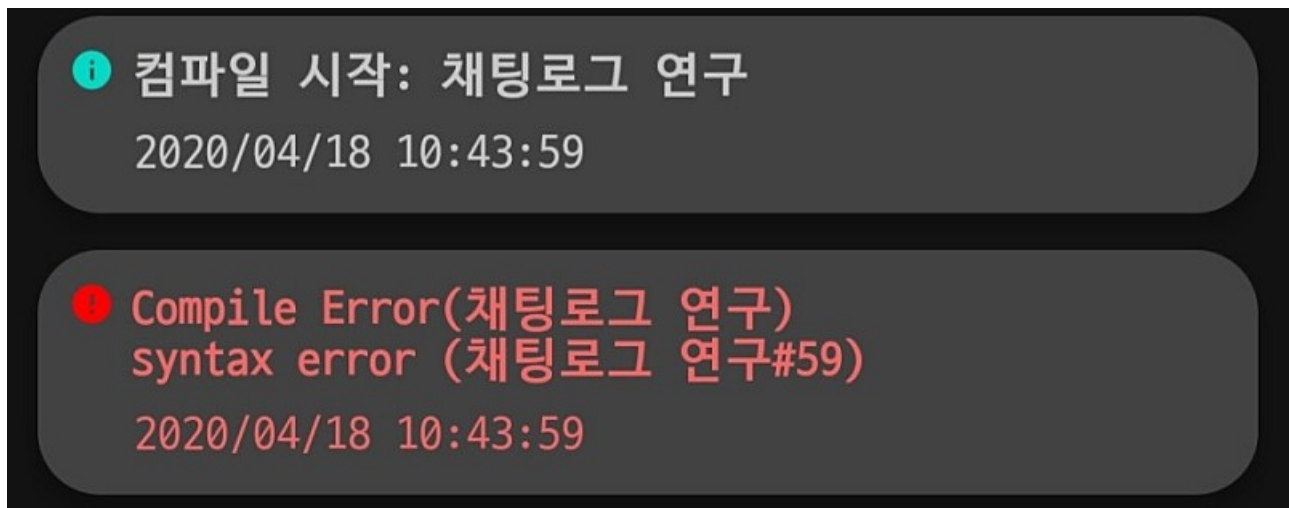 컴파일 시작: 채팅로그 연구
2020/04/18 10:43:59
Compile Error(채팅로그 연구)
syntax error (채팅로그 연구#59)
2020/04/18 10:43:59